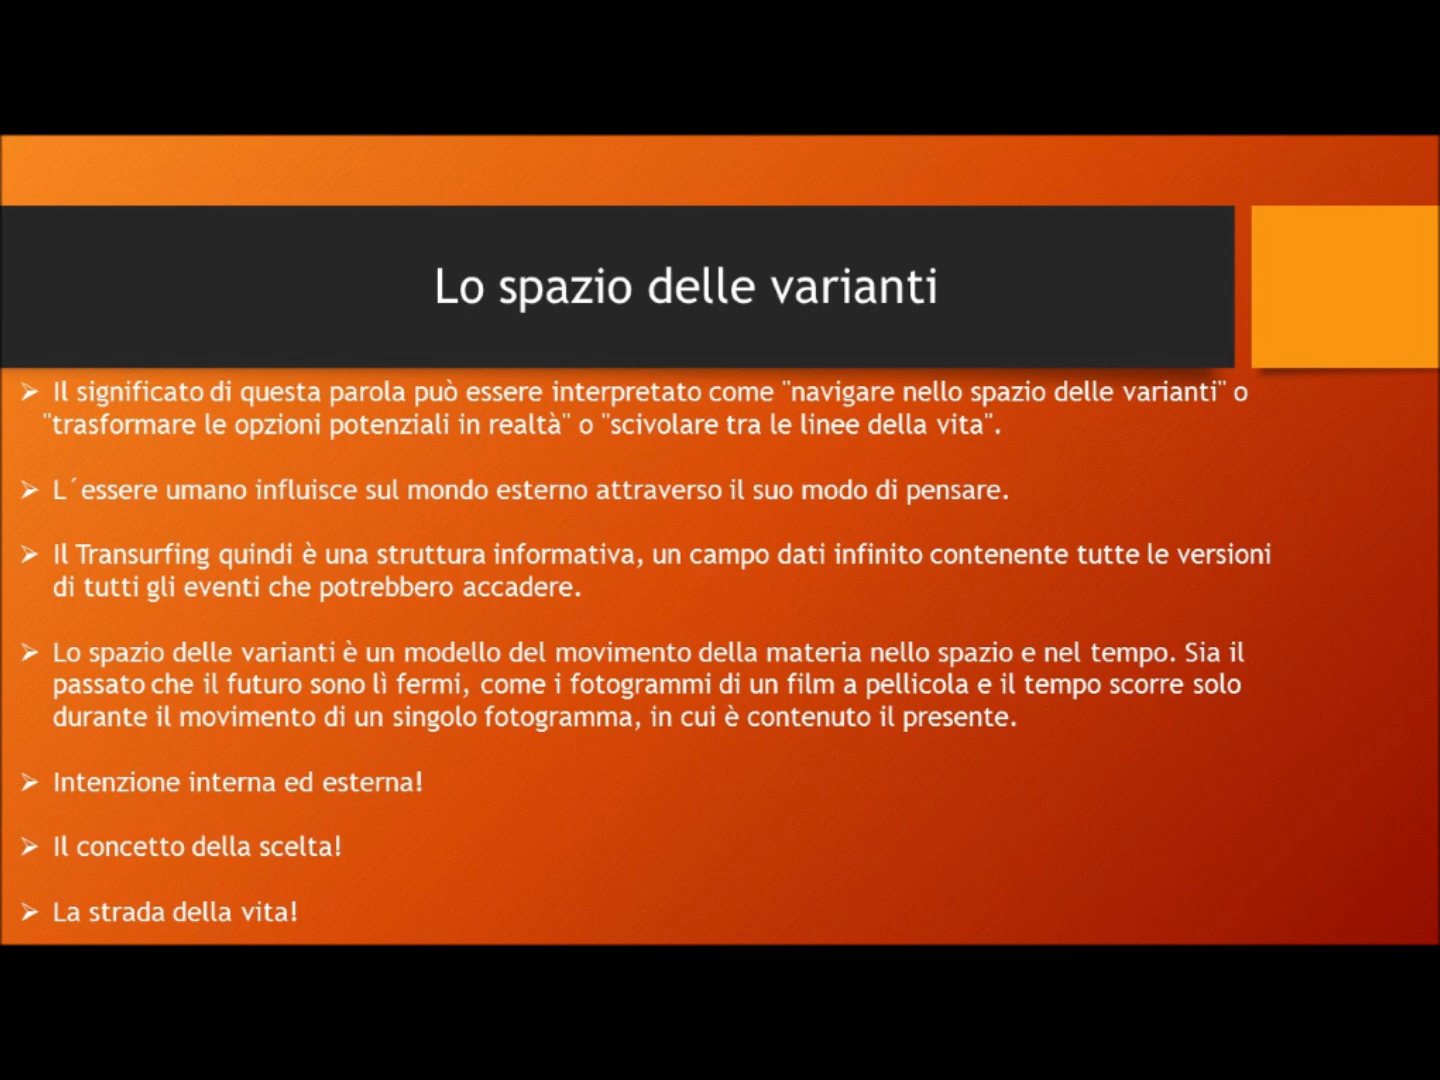 Lo spazio delle varianti
➢ Il significato di questa parola può essere interpretato come "navigare nello spazio delle varianti" o
"trasformare le opzioni potenziali in realtà" o "scivolare tra le linee della vita".
➢ L´essere umano influisce sul mondo esterno attraverso il suo modo di pensare.
➢ Il Transurfing quindi è una struttura informativa, un campo dati infinito contenente tutte le versioni
di tutti gli eventi che potrebbero accadere.
➢ Lo spazio delle varianti è un modello del movimento della materia nello spazio e nel tempo. Sia il
passato che il futuro sono lì fermi, come i fotogrammi di un film a pellicola e il tempo scorre solo
durante il movimento di un singolo fotogramma, in cui è contenuto il presente.
➢ Intenzione interna ed esterna!
➢ Il concetto della scelta!
➢ La strada della vita!